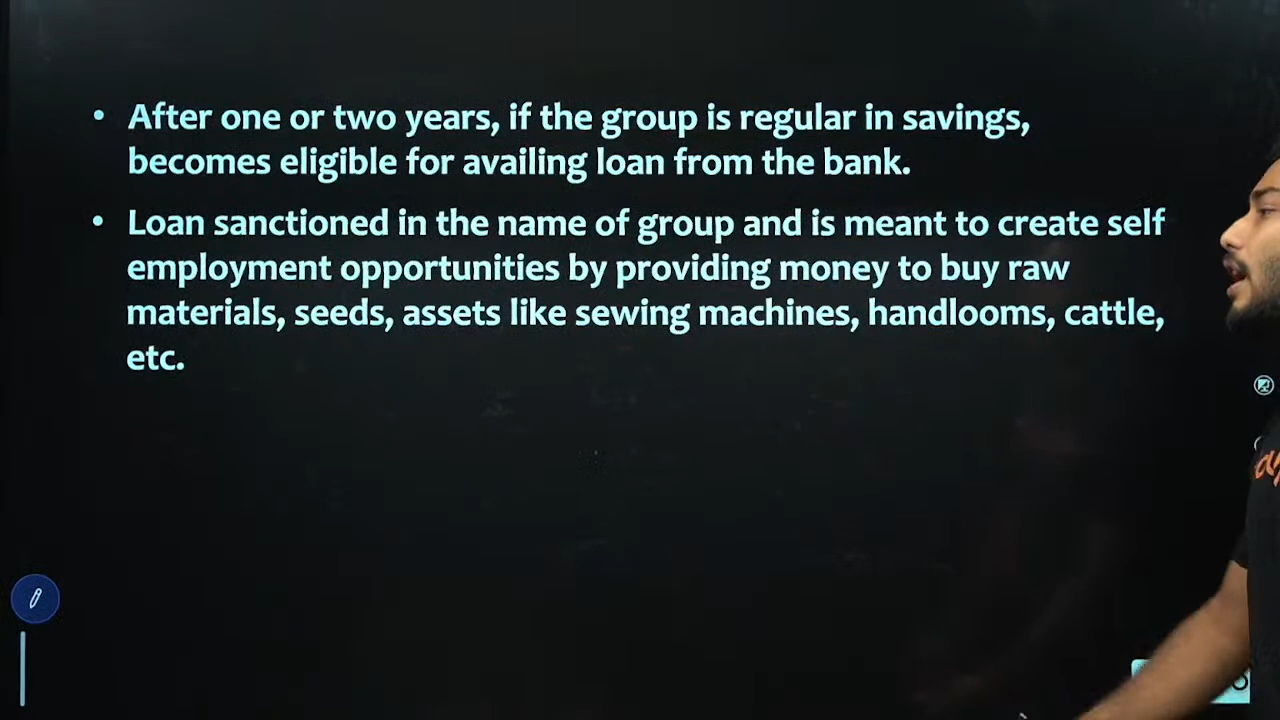 • After one or two years, if the group is regular in savings,
becomes eligible for availing loan from the bank.
• Loan sanctioned in the name of group and is meant to create self
employment opportunities by providing money to buy raw
materials, seeds, assets like sewing machines, handlooms, cattle,
etc.